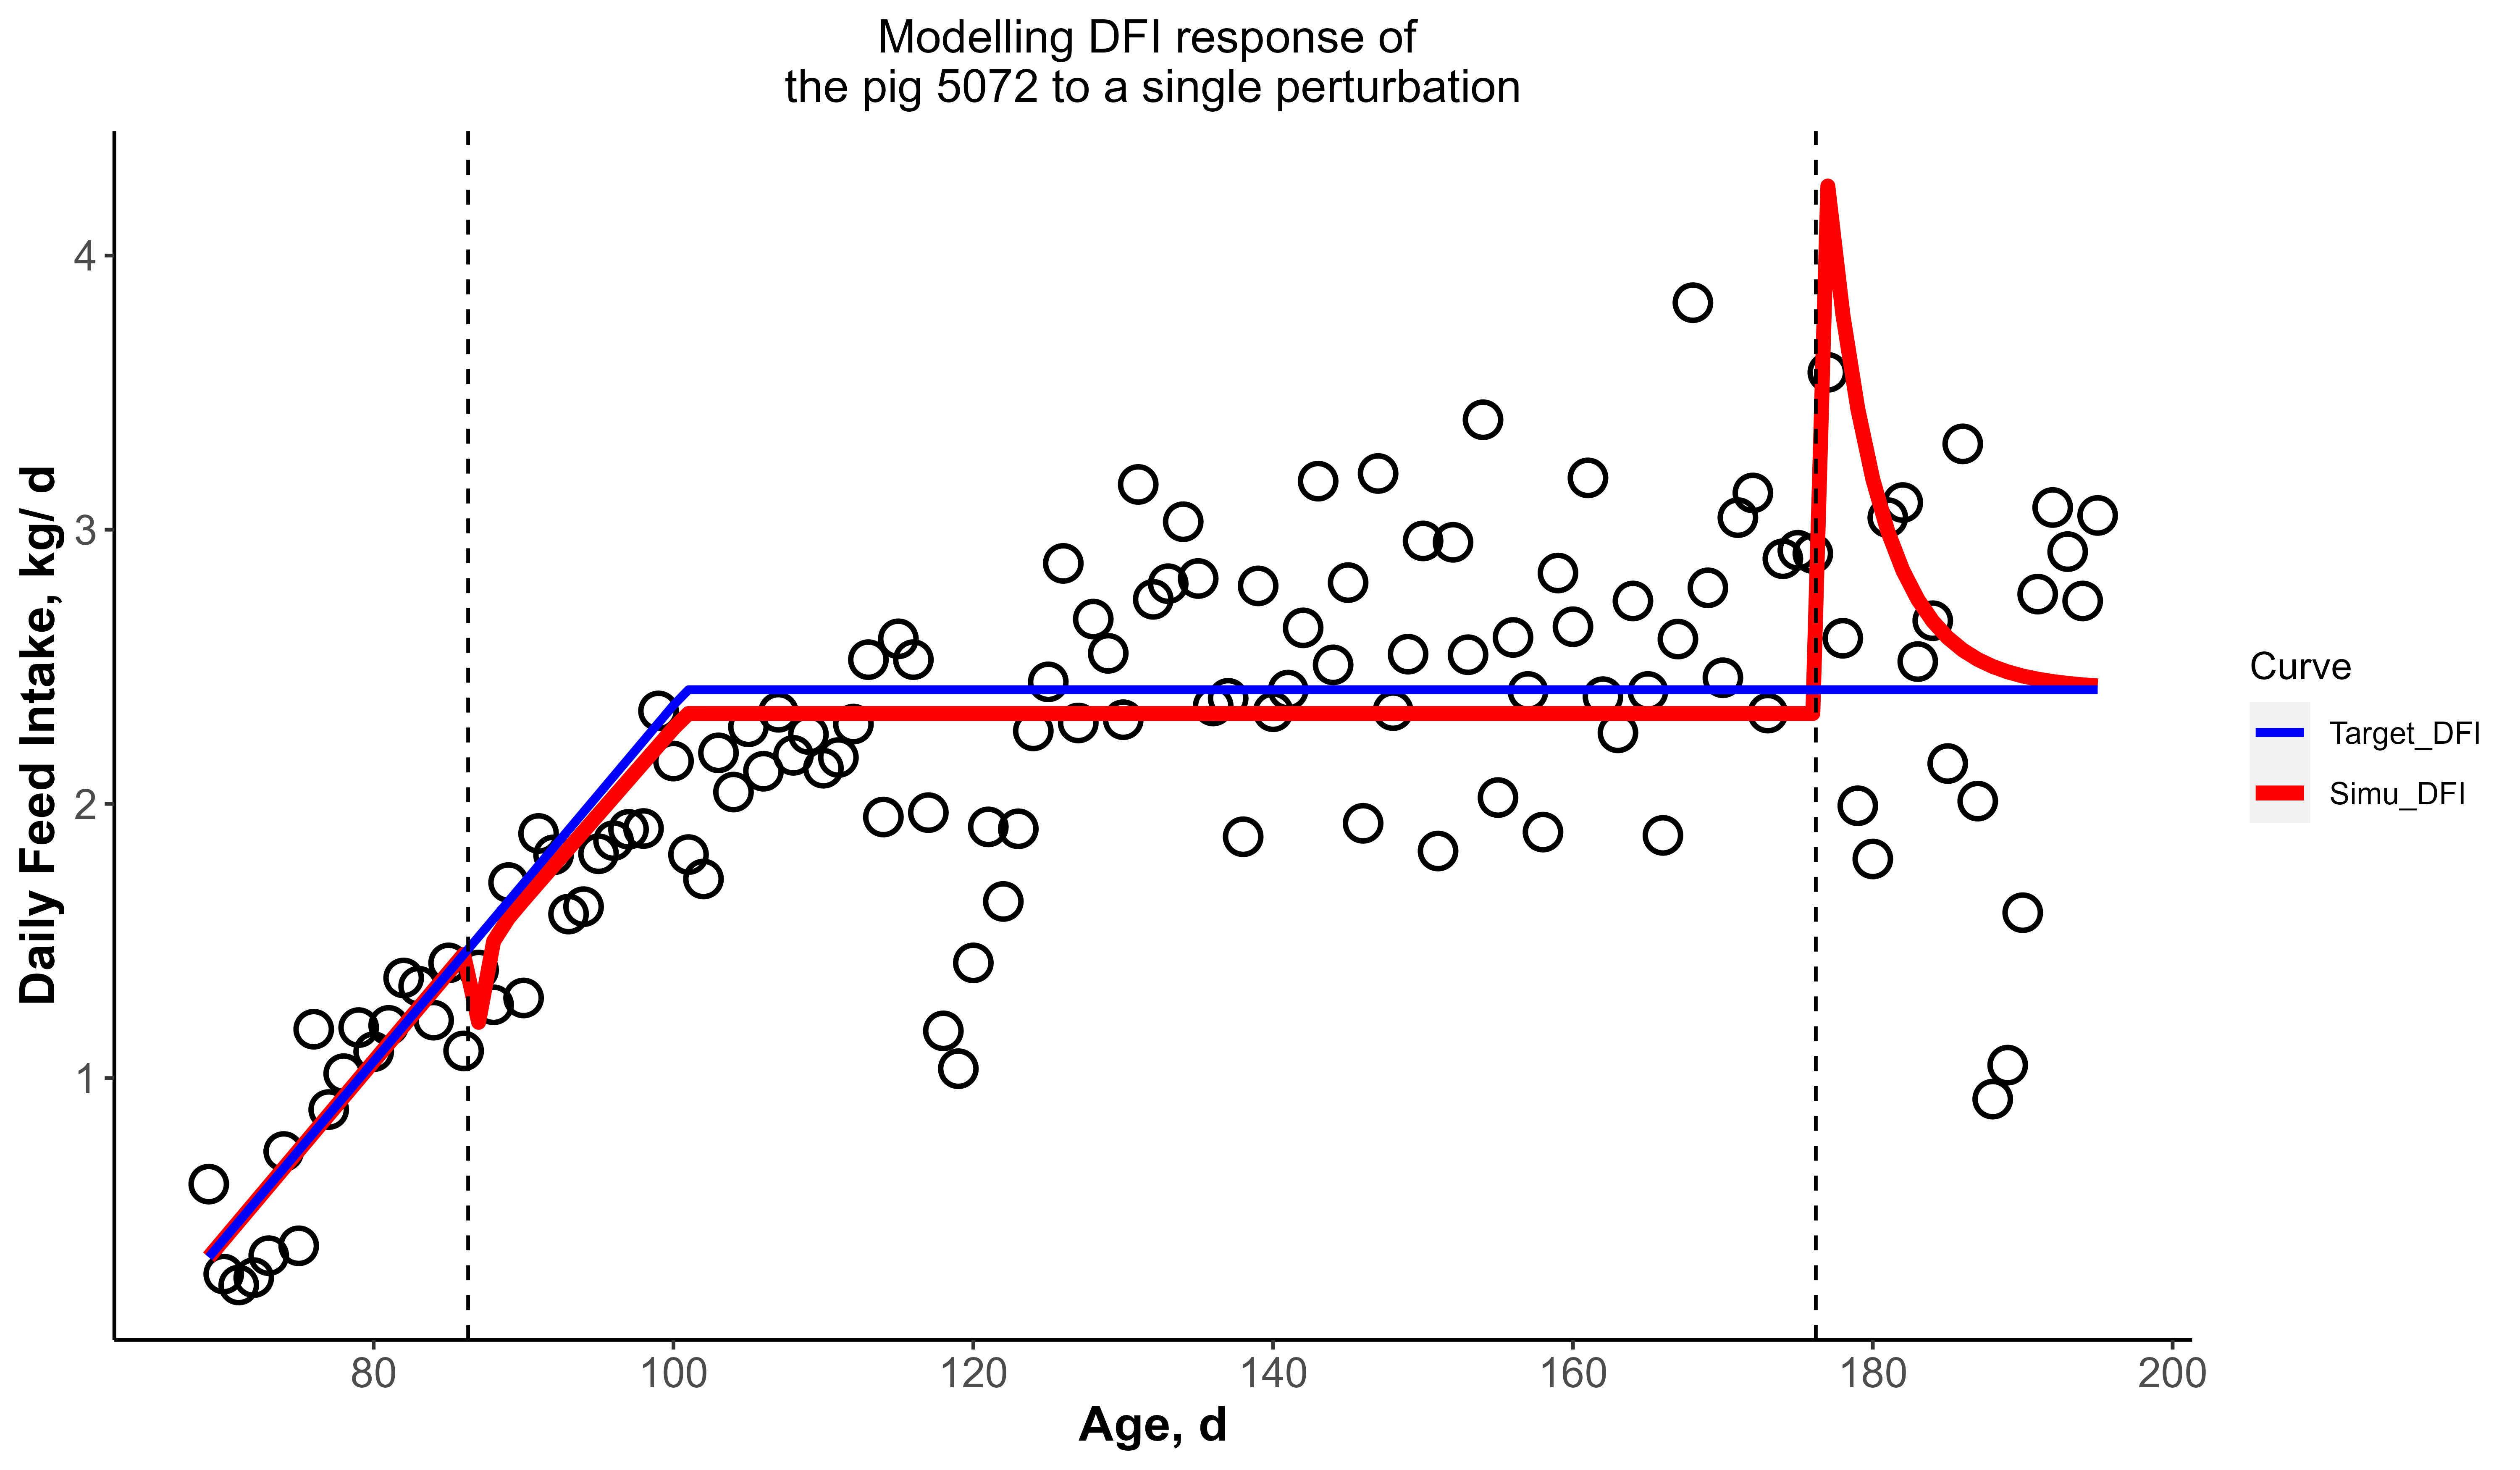 Modelling DFI response of
the pig 5072 to a single perturbation
Daily Feed Intake, kg/ d
4
3
2
1
80 100 120 140 160 180 200
Age, d
Curve
Target_DFI
Simu_DFI